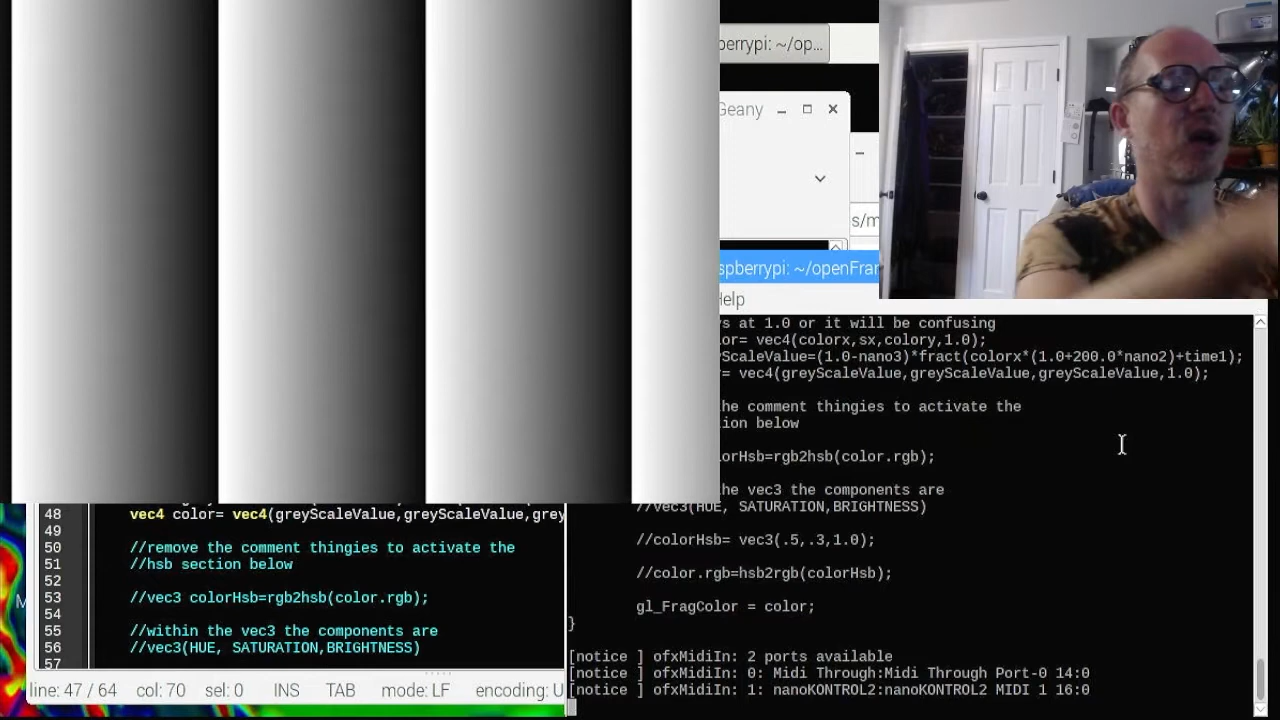 perrypi: ~/op...
Geany
s/m
spberrypi: ~/openFra
Help
ys at 1.0 or it will be confusing
lor= vec4(colorx,sx,colory,1.0);
yScaleValue=(1.0-nano3)*fract(colorx*(1.0+200.0*nano2)+time1);
r= vec4(greyScaleValue,greyScaleValue,greyScaleValue,1.0);
he comment thingies to activate the
ion below
lorHsb=rgb2hsb(color.rgb);
the vec3 the components are
//vec3(HUE, SATURATION,BRIGHTNESS)
//colorHsb= vec3(.5,.3,1.0);
//color.rgb=hsb2rgb(colorHsb);
gl_FragColor = color;
}
[notice ] ofxMidiIn: 2 ports available
[notice ] ofxMidiIn: 0: Midi Through:Midi Through Port-0 14:0
[notice ] ofxMidiIn: 1: nanoKONTROL2:nanoKONTROL2 MIDI 1 16:0
48 vec4 color= vec4(greyScaleValue,greyScaleValue,grey
49
50 //remove the comment thingies to activate the
51 //hsb section below
52
53 //vec3 colorHsb=rgb2hsb(color.rgb);
54
55 //within the vec3 the components are
56 //vec3(HUE, SATURATION,BRIGHTNESS)
57
line: 47 / 64 col: 70 sel: 0 INS TAB mode: LF encoding: U